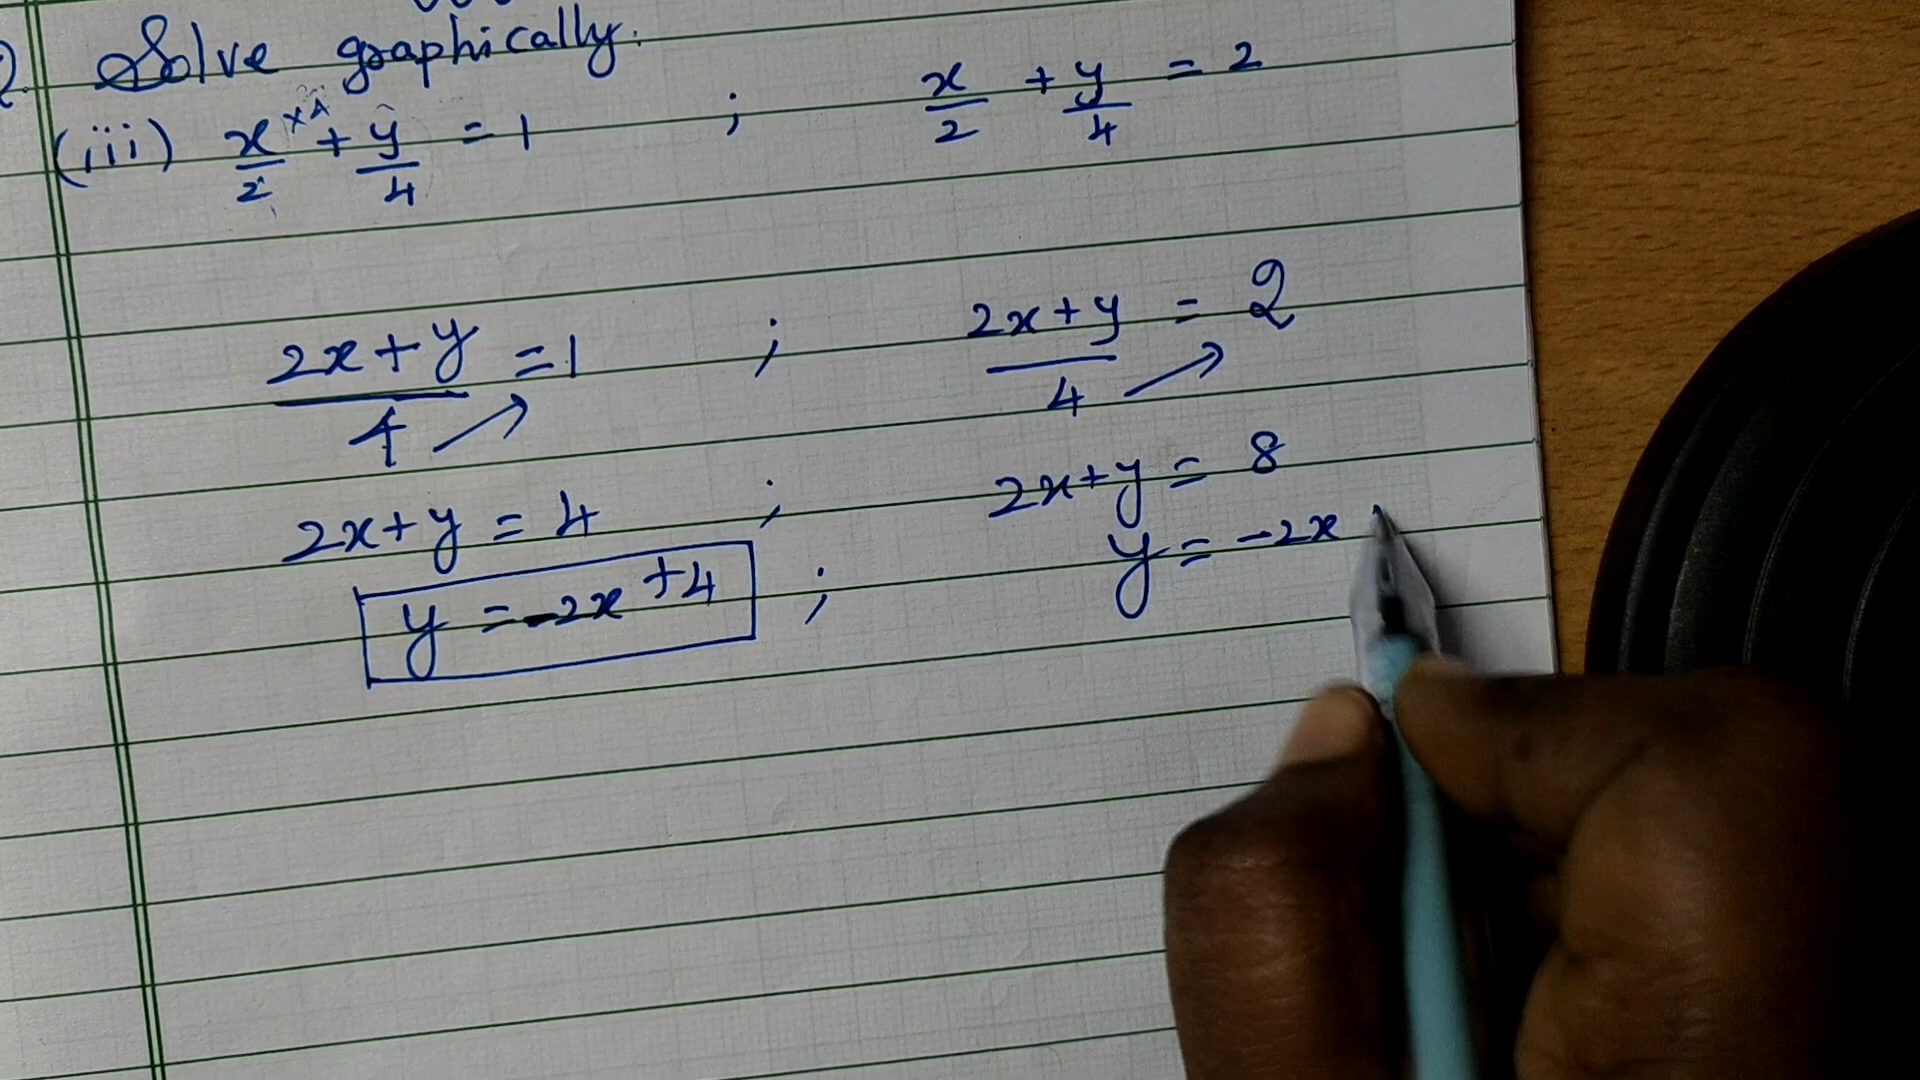 Solve graphically.
(iii) x/2 + y/4 = 1 ; x/2 + y/4 = 2
(2x+y)/4 = 1 ; (2x+y)/4 = 2
2x+y = 4 ; 2x+y = 8
y = -2x+4 ; y = -2x